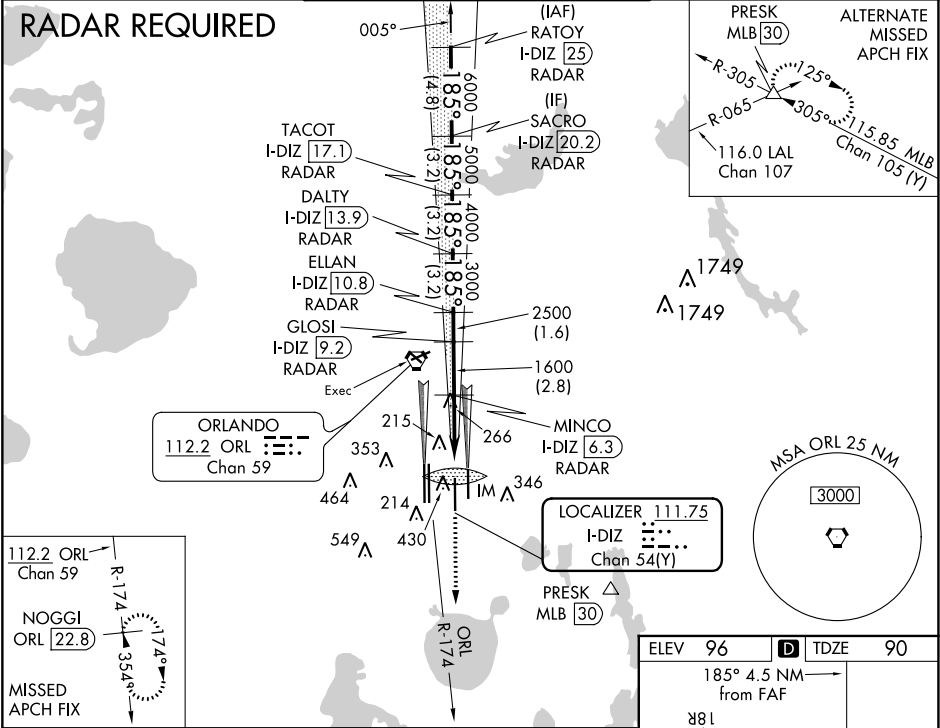 RADAR REQUIRED
005°
(IAF)
RATOY
I-DIZ 25
RADAR
6000
185°
(4.8)
(IF)
SACRO
I-DIZ 20.2
RADAR
TACOT
I-DIZ 17.1
RADAR
5000
185°
(3.2)
DALTY
I-DIZ 13.9
RADAR
4000
185°
(3.2)
ELLAN
I-DIZ 10.8
RADAR
3000
185°
(3.2)
GLOSI
I-DIZ 9.2
RADAR
2500
(1.6)
1600
(2.8)
MINCO
I-DIZ 6.3
RADAR
Exec
ORLANDO
112.2 ORL
Chan 59
215
266
353
464
214
430
549
IM
346
1749
1749
PRESK
MLB 30
ALTERNATE
MISSED
APCH FIX
R-305
125°
R-065
305°
115.85 MLB
Chan 105 (Y)
116.0 LAL
Chan 107
MSA ORL 25 NM
3000
LOCALIZER 111.75
I-DIZ
Chan 54(Y)
PRESK
MLB 30
ORL
R-174
112.2 ORL
Chan 59
R-174
NOGGI
ORL 22.8
174°
354°
MISSED
APCH FIX
ELEV 96
D
TDZE 90
185° 4.5 NM
from FAF
18R